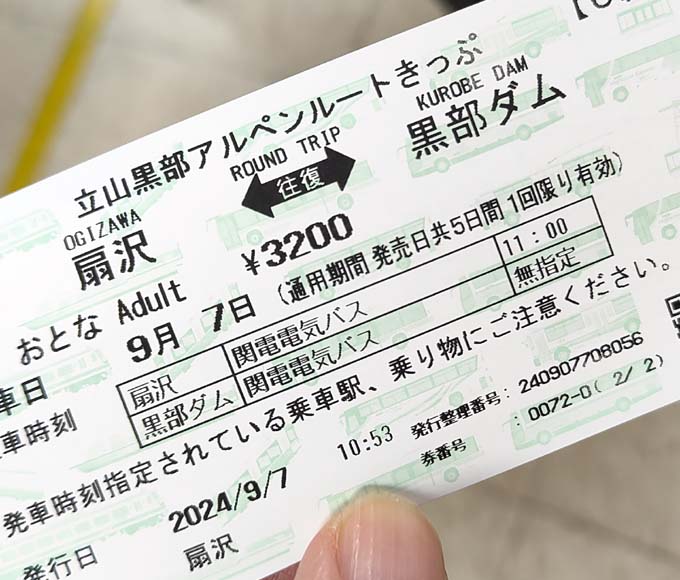 立山黒部アルペンルートきっぷ
OGIZAWA ROUND TRIP KUROBE DAM
扇沢 往復 黒部ダム
おとな Adult ¥3200
車日 9月 7日 (通用期間 発売日共5日間 1回限り有効)
車時刻 扇沢 関電電気バス 11:00
黒部ダム 関電電気バス 無指定
発車時刻指定されている乗車駅、乗り物にご注意ください。
発行日 2024/9/7 10:53 発行整理番号: 240907708056
扇沢 券番号 : 0072-0( 2/ 2)